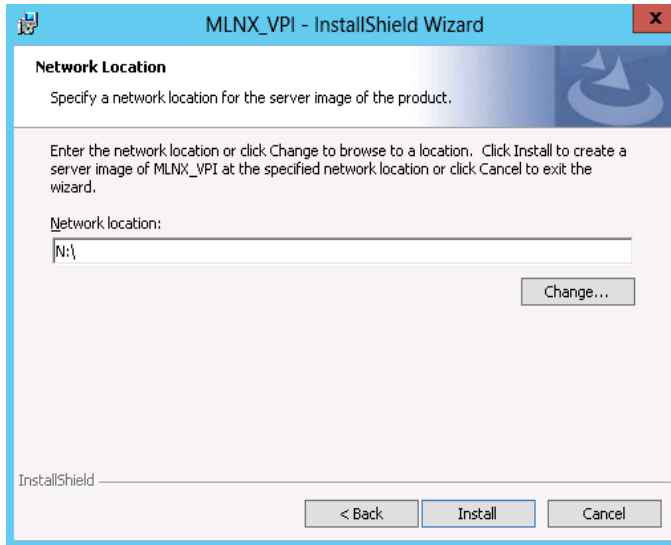 MLNX_VPI - InstallShield Wizard
x
Network Location
Specify a network location for the server image of the product.
Enter the network location or click Change to browse to a location. Click Install to create a
server image of MLNX_VPI at the specified network location or click Cancel to exit the
wizard.
Network location:
N:\
Change...
InstallShield
< Back Install Cancel